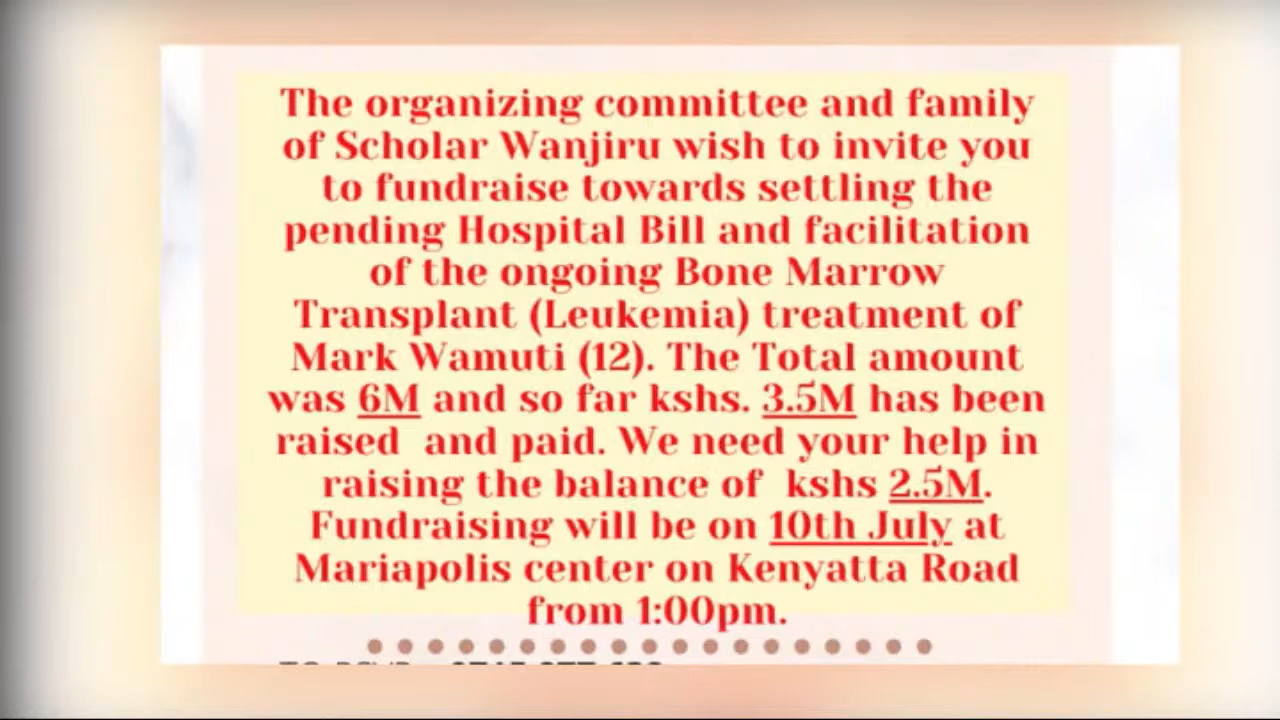 The organizing committee and family
of Scholar Wanjiru wish to invite you
to fundraise towards settling the
pending Hospital Bill and facilitation
of the ongoing Bone Marrow
Transplant (Leukemia) treatment of
Mark Wamuti (12). The Total amount
was 6M and so far kshs. 3.5M has been
raised and paid. We need your help in
raising the balance of kshs 2.5M.
Fundraising will be on 10th July at
Mariapolis center on Kenyatta Road
from 1:00pm.